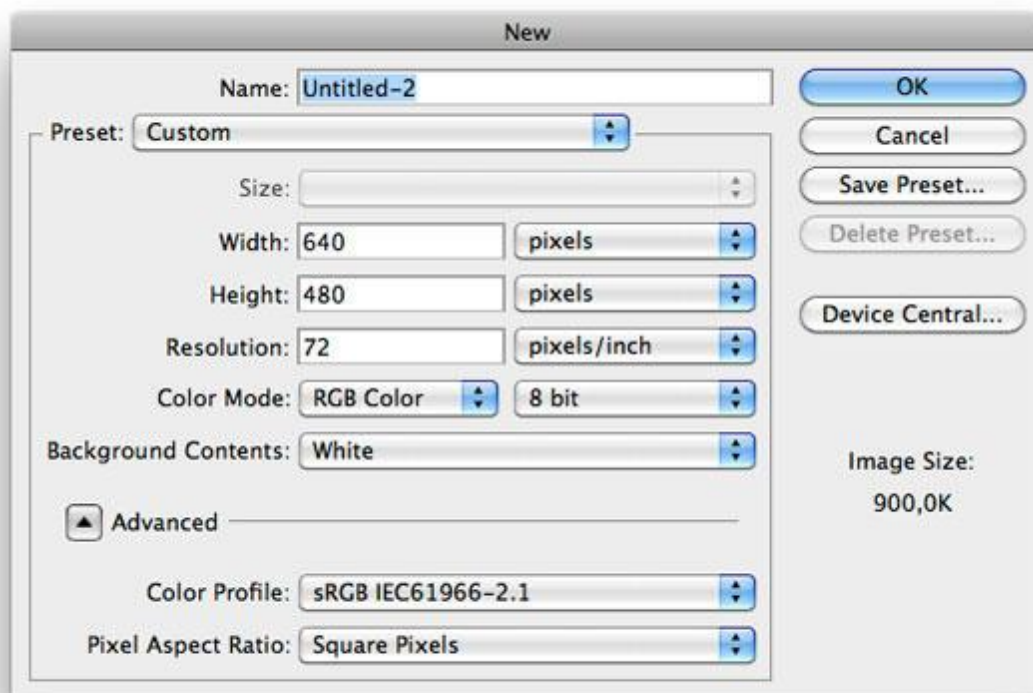 New
Name: Untitled-2
OK
Preset: Custom
Cancel
Size:
Save Preset...
Width: 640 pixels
Delete Preset...
Height: 480 pixels
Device Central...
Resolution: 72 pixels/inch
Color Mode: RGB Color 8 bit
Background Contents: White
Image Size:
900,0K
Advanced
Color Profile: sRGB IEC61966-2.1
Pixel Aspect Ratio: Square Pixels